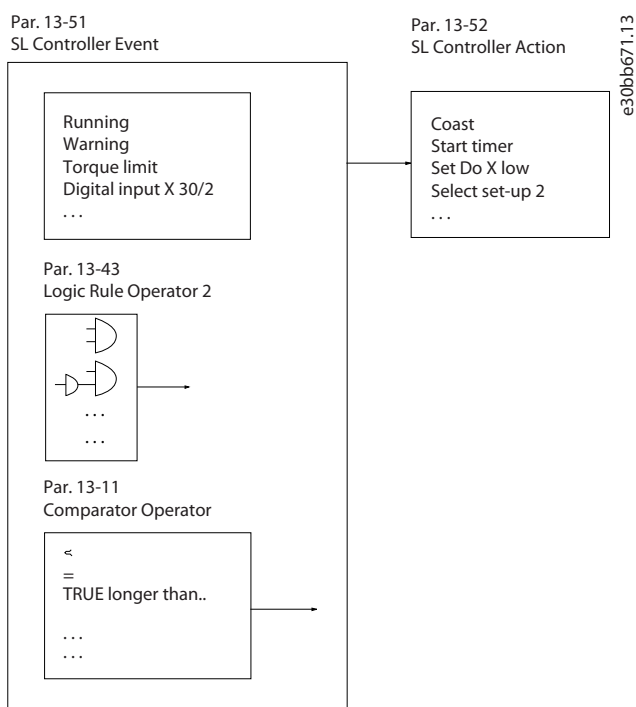 Par. 13-51
SL Controller Event
Par. 13-52
SL Controller Action
e30bb671.13
Running
Warning
Torque limit
Digital input X 30/2
. . .
Coast
Start timer
Set Do X low
Select set-up 2
. . .
Par. 13-43
Logic Rule Operator 2
. . .
. . .
Par. 13-11
Comparator Operator
=
TRUE longer than..
. . .
. . .